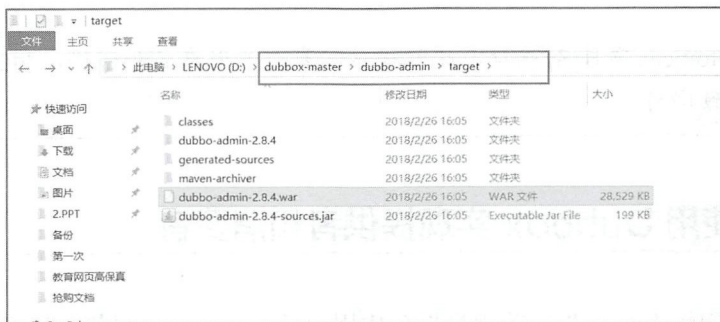 target
文件 主页 共享 查看
此电脑 > LENOVO (D:) > dubbox-master > dubbo-admin > target >
名称 修改日期 类型 大小
快速访问
桌面
下载
文档
图片
2.PPT
备份
第一次
教育网页高保真
抢购文档
classes 2018/2/26 16:05 文件夹
dubbo-admin-2.8.4 2018/2/26 16:05 文件夹
generated-sources 2018/2/26 16:05 文件夹
maven-archiver 2018/2/26 16:05 文件夹
dubbo-admin-2.8.4.war 2018/2/26 16:05 WAR 文件 28,529 KB
dubbo-admin-2.8.4-sources.jar 2018/2/26 16:05 Executable Jar File 199 KB